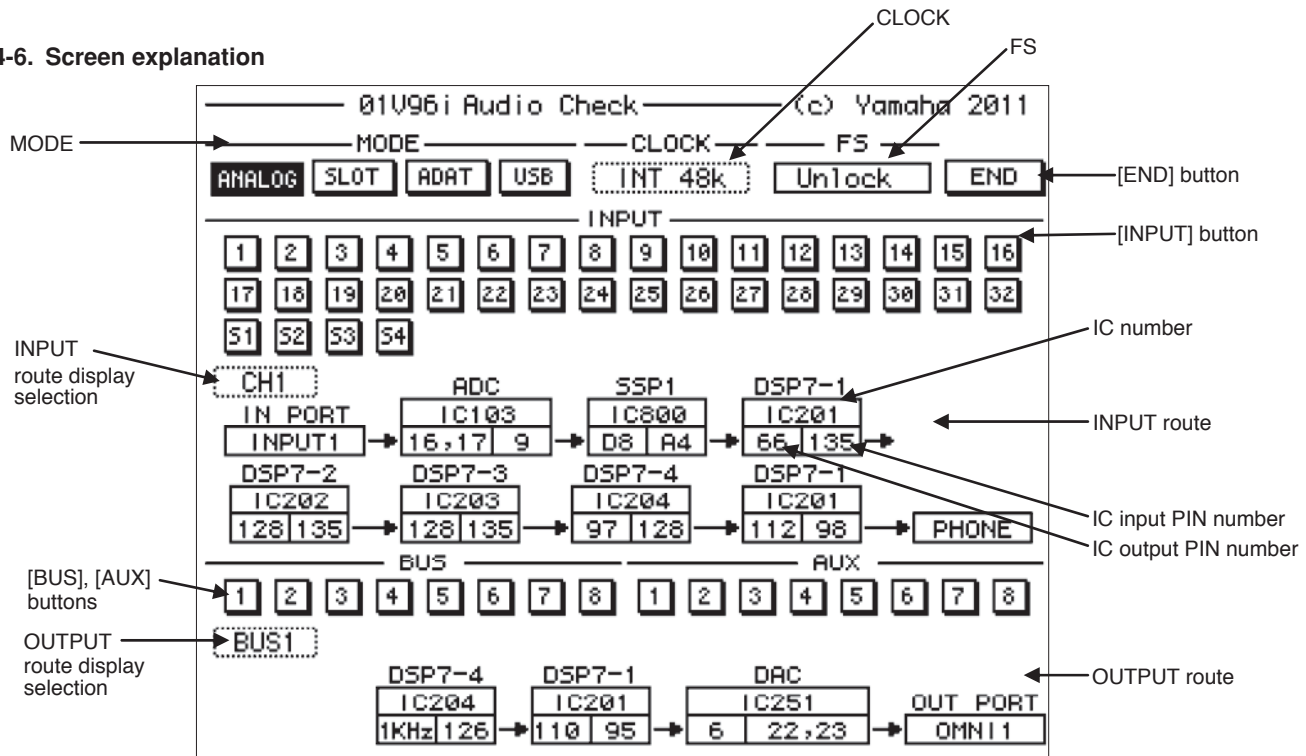 CLOCK
4-6. Screen explanation
FS
01V96i Audio Check (c) Yamaha 2011
MODE
MODE CLOCK FS
ANALOG SLOT ADAT USB INT 48k Unlock END
[END] button
INPUT
[INPUT] button
1 2 3 4 5 6 7 8 9 10 11 12 13 14 15 16
17 18 19 20 21 22 23 24 25 26 27 28 29 30 31 32
S1 S2 S3 S4
IC number
INPUT
route display
selection
CH1
ADC SSP1 DSP7-1
IN PORT IC103 IC800 IC201
INPUT1 16,17 9 D8 A4 66 135
INPUT route
DSP7-2 DSP7-3 DSP7-4 DSP7-1
IC202 IC203 IC204 IC201
128 135 128 135 97 128 112 98 PHONE
IC input PIN number
IC output PIN number
BUS AUX
[BUS], [AUX]
buttons
1 2 3 4 5 6 7 8 1 2 3 4 5 6 7 8
OUTPUT
route display
selection
BUS1
DSP7-4 DSP7-1 DAC
OUTPUT route
IC204 IC201 IC251 OUT PORT
1KHz 126 110 95 6 22,23 OMNI1